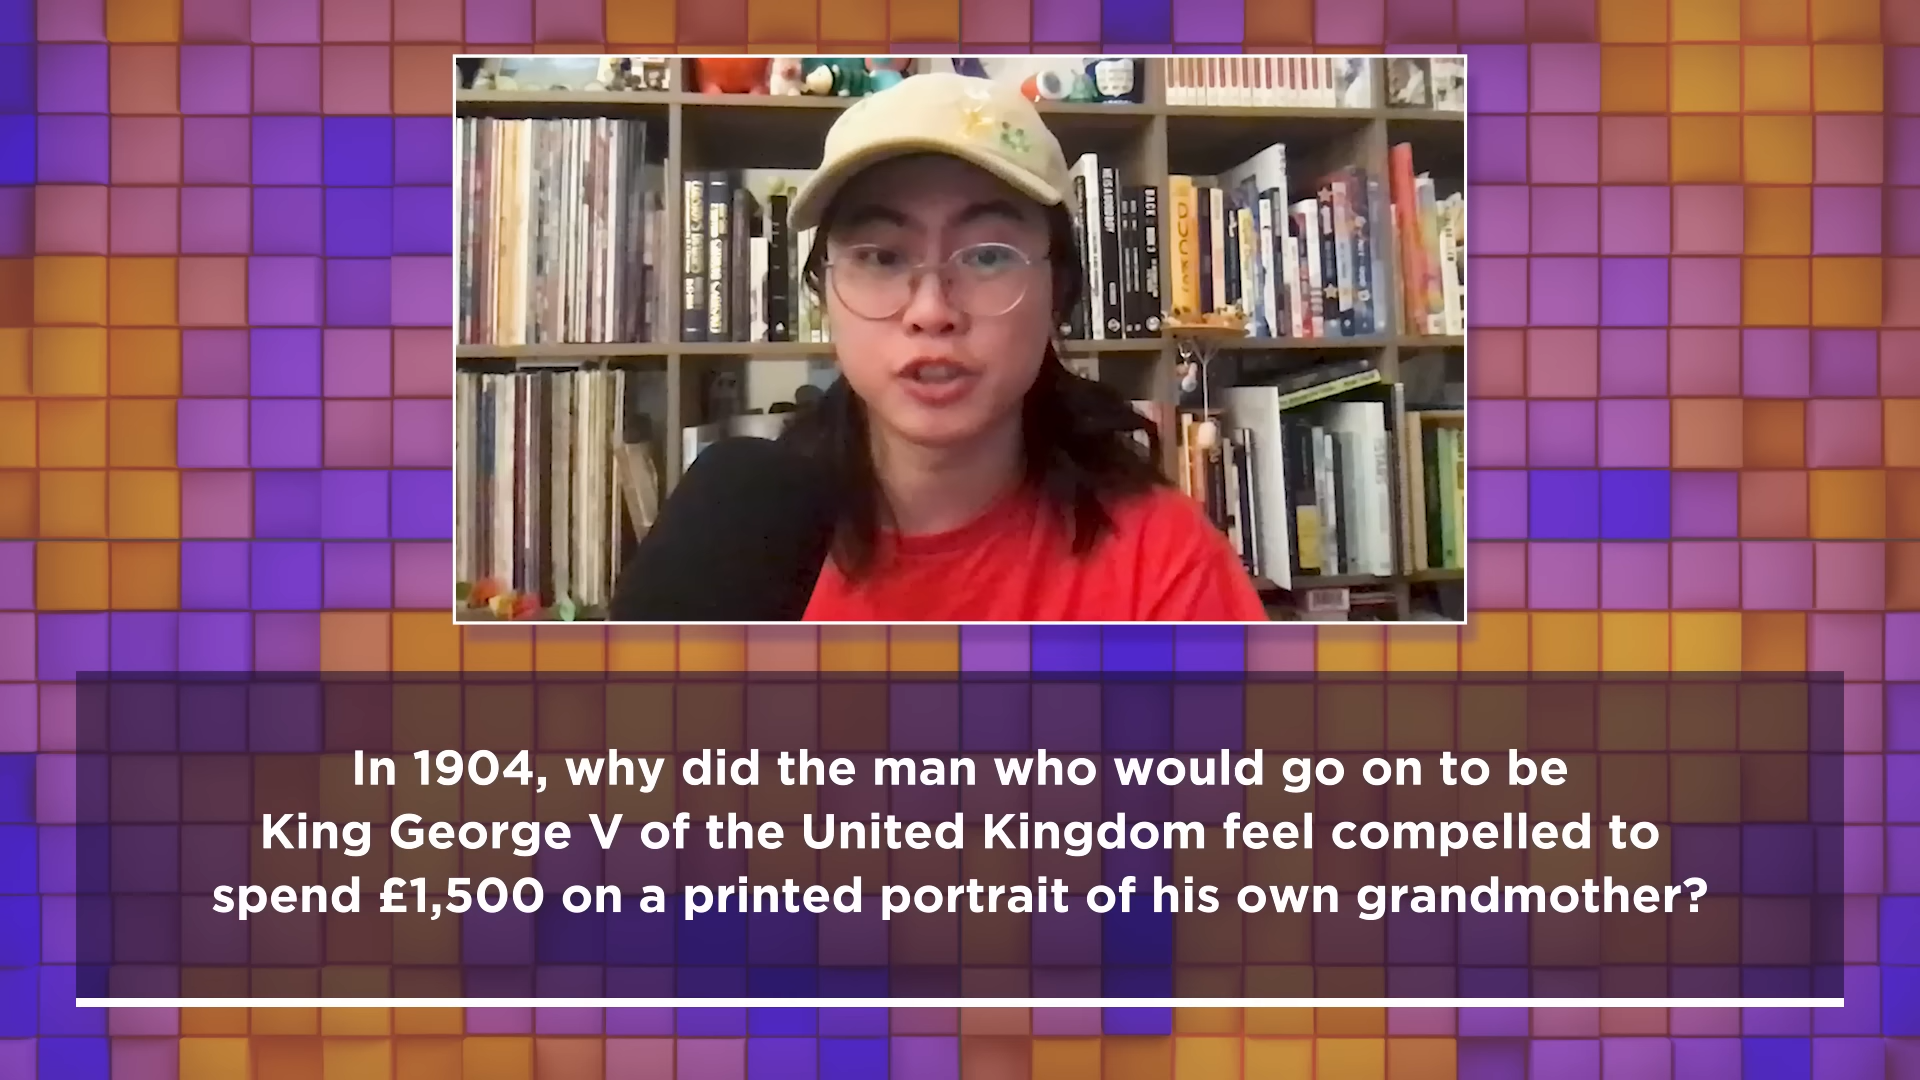 In 1904, why did the man who would go on to be
King George V of the United Kingdom feel compelled to
spend £1,500 on a printed portrait of his own grandmother?